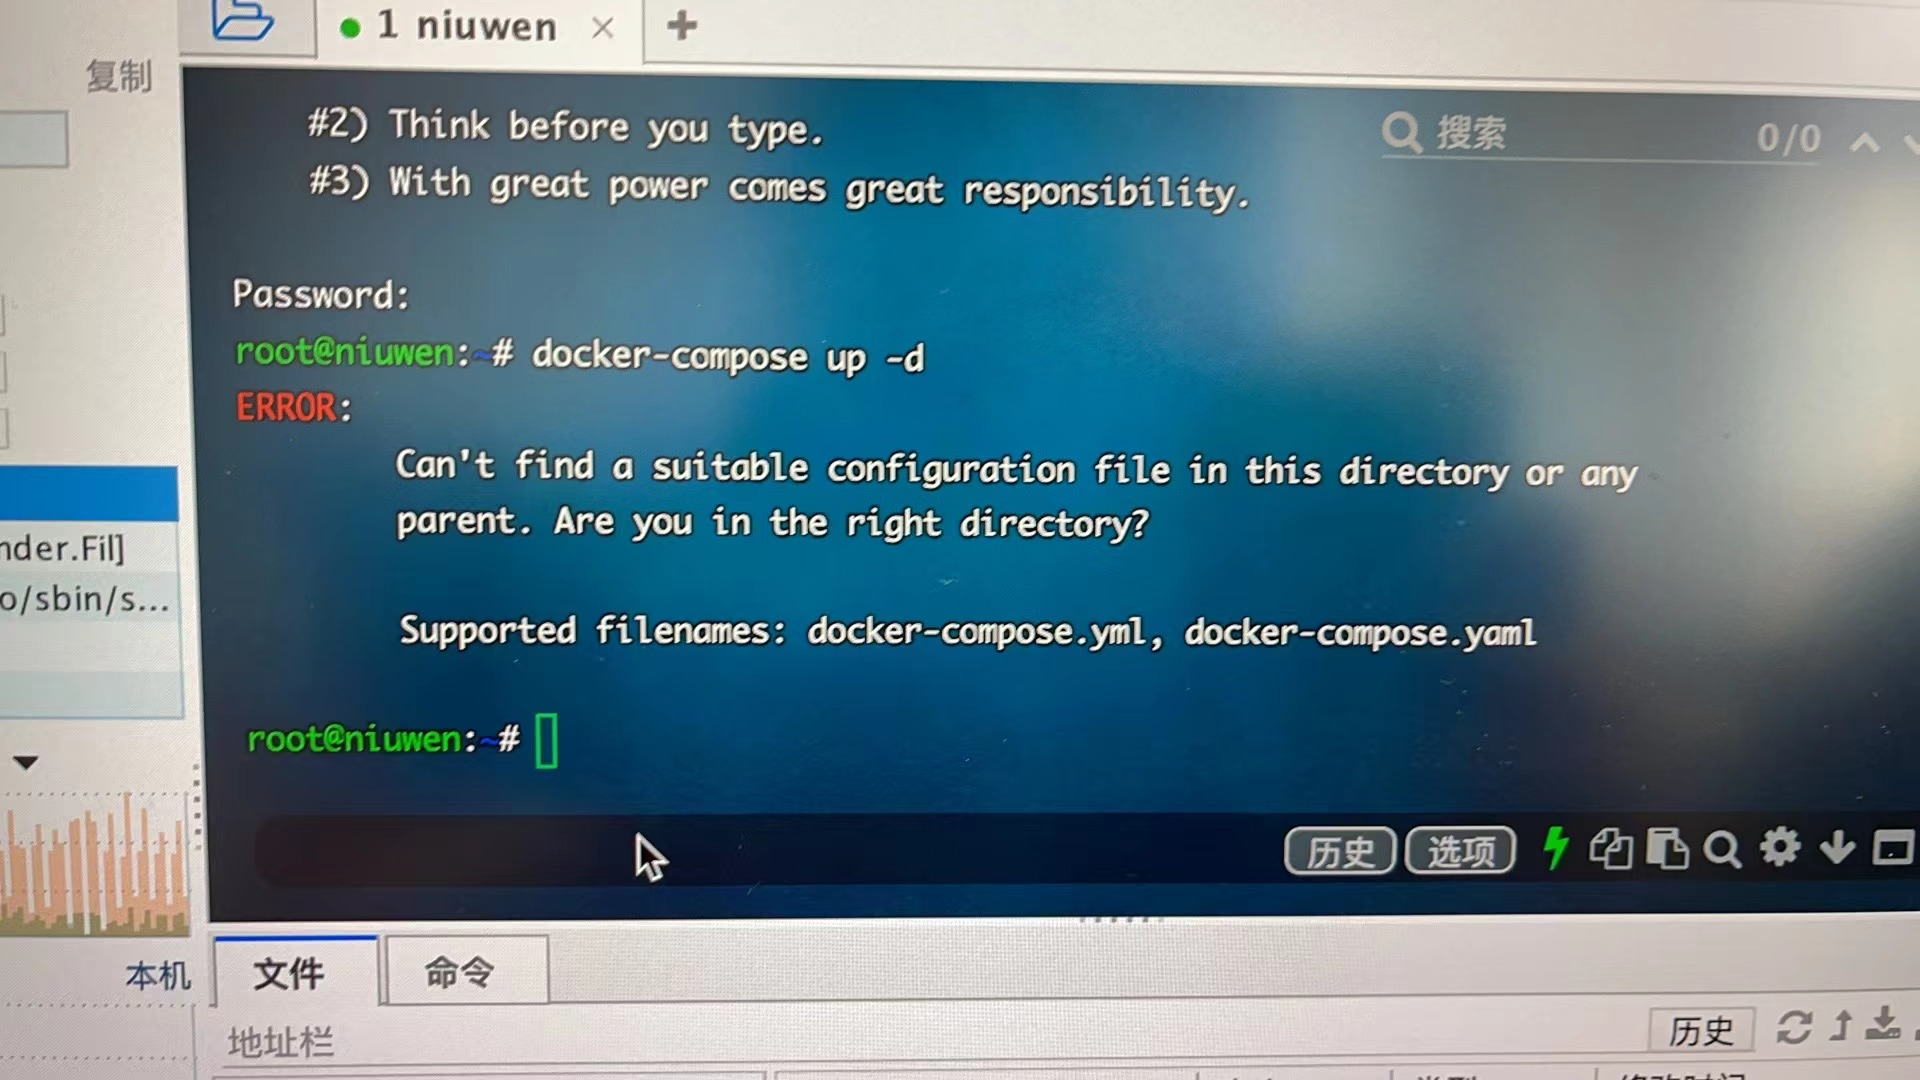 1 niuwen × +
复制
#2) Think before you type.
搜索 0/0
#3) With great power comes great responsibility.
Password:
root@niuwen:~# docker-compose up -d
ERROR:
Can't find a suitable configuration file in this directory or any
parent. Are you in the right directory?
nder.Fil]
o/sbin/s...
Supported filenames: docker-compose.yml, docker-compose.yaml
root@niuwen:~#
历史 选项
本机 文件 命令
地址栏 历史